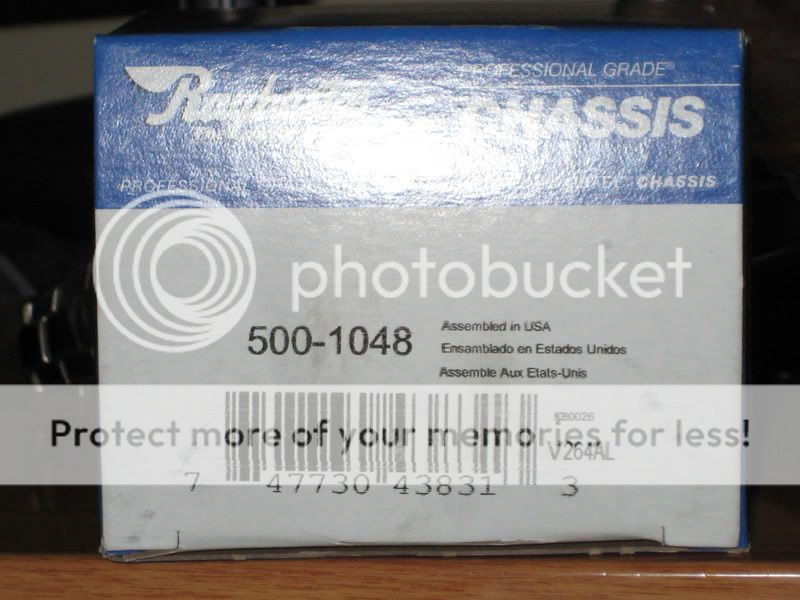 Raybestos
PROFESSIONAL GRADE®
CHASSIS
PROFESSIONAL
CHASSIS
photobucket
500-1048
Assembled in USA
Ensamblado en Estados Unidos
Assemble Aux Etats-Unis
K80026
V264AL
Protect more of your memories for less!
7 47730 43831 3